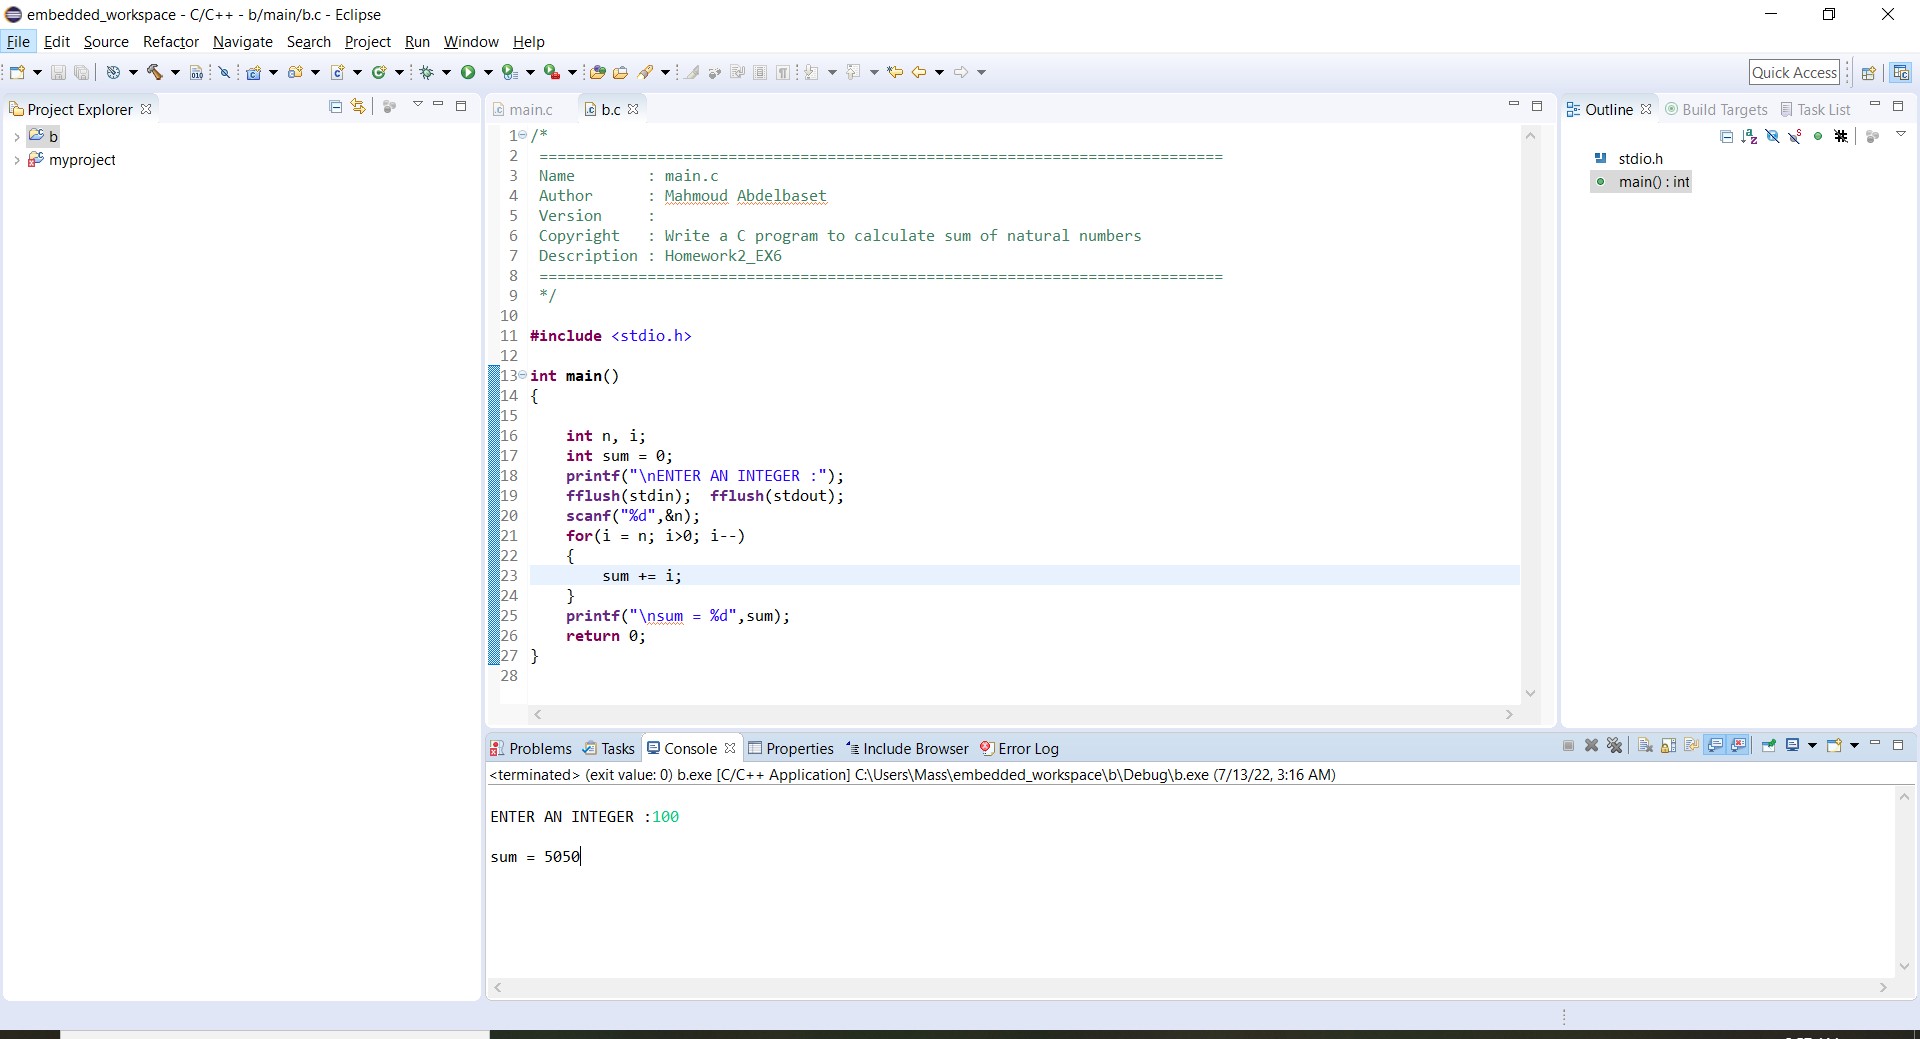 embedded_workspace - C/C++ - b/main/b.c - Eclipse
File Edit Source Refactor Navigate Search Project Run Window Help
Quick Access
Project Explorer
b
myproject
main.c b.c
1 /*
2 ============================================================================
3 Name : main.c
4 Author : Mahmoud Abdelbaset
5 Version :
6 Copyright : Write a C program to calculate sum of natural numbers
7 Description : Homework2_EX6
8 ============================================================================
9 */
10
11 #include <stdio.h>
12
13 int main()
14 {
15
16 int n, i;
17 int sum = 0;
18 printf("\nENTER AN INTEGER :");
19 fflush(stdin); fflush(stdout);
20 scanf("%d",&n);
21 for(i = n; i>0; i--)
22 {
23 sum += i;
24 }
25 printf("\nsum = %d",sum);
26 return 0;
27 }
28
Outline Build Targets Task List
stdio.h
main() : int
Problems Tasks Console Properties Include Browser Error Log
<terminated> (exit value: 0) b.exe [C/C++ Application] C:\Users\Mass\embedded_workspace\b\Debug\b.exe (7/13/22, 3:16 AM)
ENTER AN INTEGER :100
sum = 5050